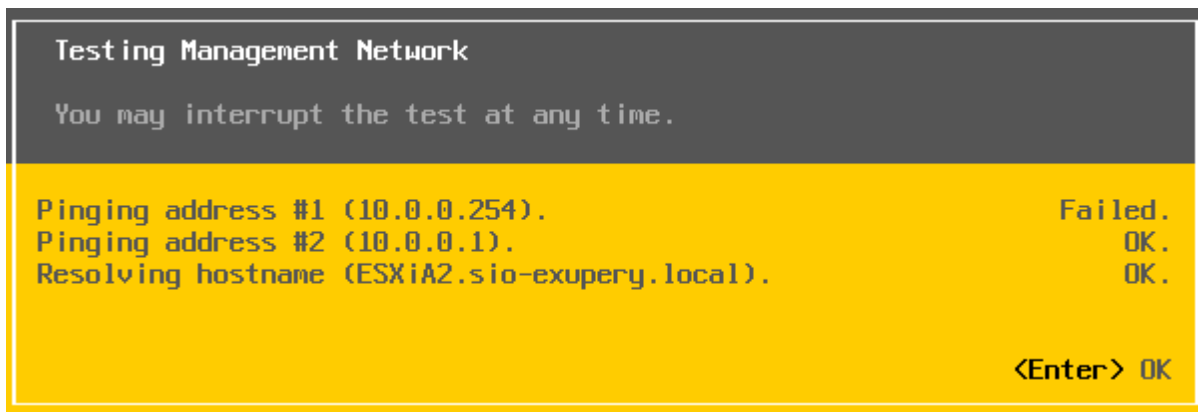 Testing Management Network
You may interrupt the test at any time.
Pinging address #1 (10.0.0.254). Failed.
Pinging address #2 (10.0.0.1). OK.
Resolving hostname (ESXiA2.sio-exupery.local). OK.
<Enter> OK